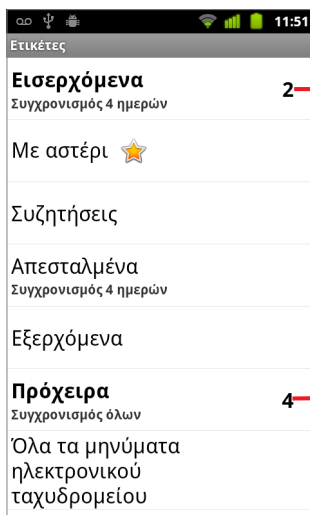 11:51
Ετικέτες
Εισερχόμενα
2
Συγχρονισμός 4 ημερών
Με αστέρι
Συζητήσεις
Απεσταλμένα
Συγχρονισμός 4 ημερών
Εξερχόμενα
Πρόχειρα
4
Συγχρονισμός όλων
Όλα τα μηνύματα
ηλεκτρονικού
ταχυδρομείου